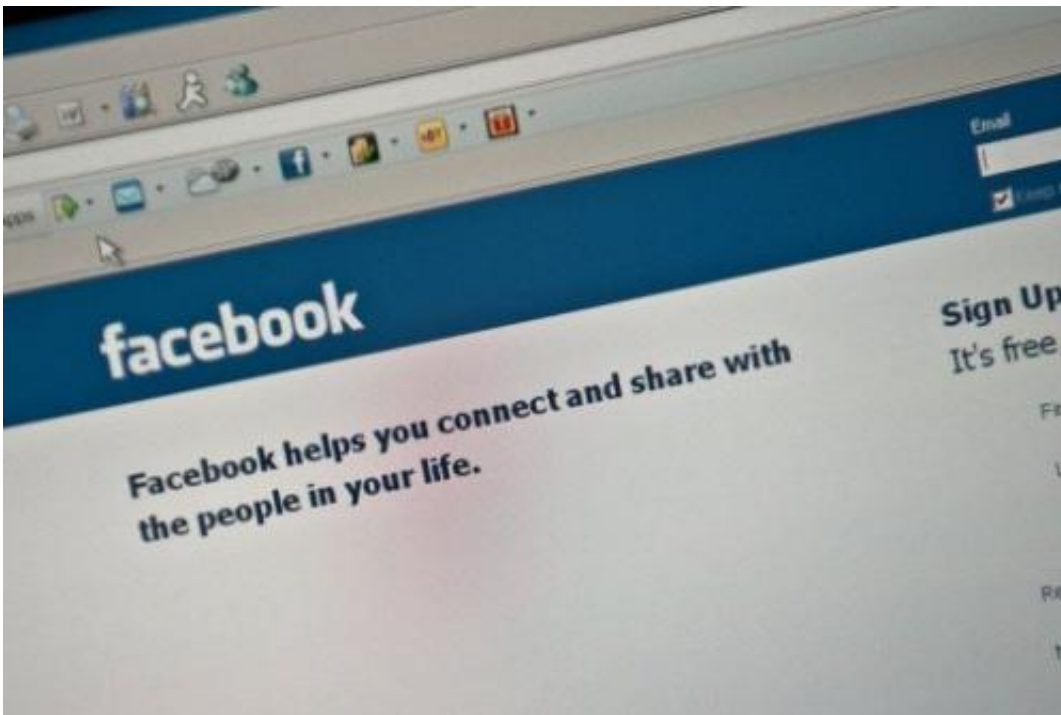 Email
facebook
Sign Up
It's free
Facebook helps you connect and share with
the people in your life.